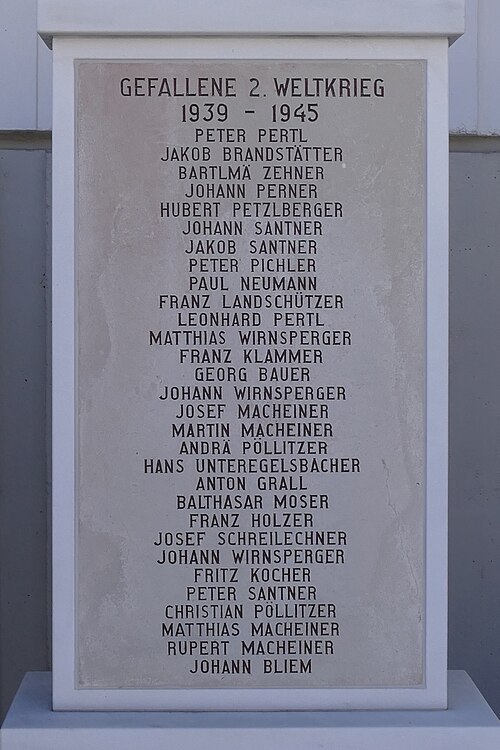 GEFALLENE 2. WELTKRIEG
1939 - 1945
PETER PERTL
JAKOB BRANDSTÄTTER
BARTLMÄ ZEHNER
JOHANN PERNER
HUBERT PETZLBERGER
JOHANN SANTNER
JAKOB SANTNER
PETER PICHLER
PAUL NEUMANN
FRANZ LANDSCHÜTZER
LEONHARD PERTL
MATTHIAS WIRNSPERGER
FRANZ KLAMMER
GEORG BAUER
JOHANN WIRNSPERGER
JOSEF MACHEINER
MARTIN MACHEINER
ANDRÄ PÖLLITZER
HANS UNTEREGELSBACHER
ANTON GRALL
BALTHASAR MOSER
FRANZ HOLZER
JOSEF SCHREILECHNER
JOHANN WIRNSPERGER
FRITZ KOCHER
PETER SANTNER
CHRISTIAN PÖLLITZER
MATTHIAS MACHEINER
RUPERT MACHEINER
JOHANN BLIEM